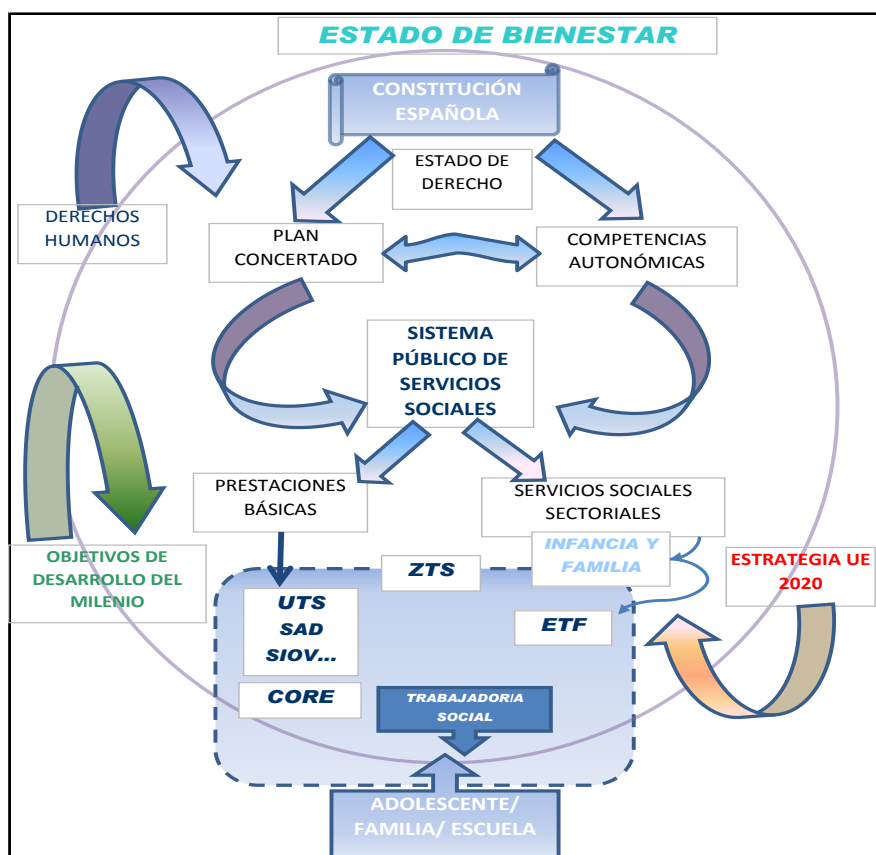 ESTADO DE BIENESTAR
CONSTITUCIÓN
ESPAÑOLA
ESTADO DE
DERECHO
DERECHOS
HUMANOS
PLAN
CONCERTADO
COMPETENCIAS
AUTONÓMICAS
SISTEMA
PÚBLICO DE
SERVICIOS
SOCIALES
PRESTACIONES
BÁSICAS
SERVICIOS SOCIALES
SECTORIALES
INFANCIA Y
FAMILIA
OBJETIVOS DE
DESARROLLO DEL
MILENIO
ESTRATEGIA UE
2020
ZTS
UTS
SAD
SIOV...
ETF
CORE
TRABAJADOR/A
SOCIAL
ADOLESCENTE/
FAMILIA/ ESCUELA